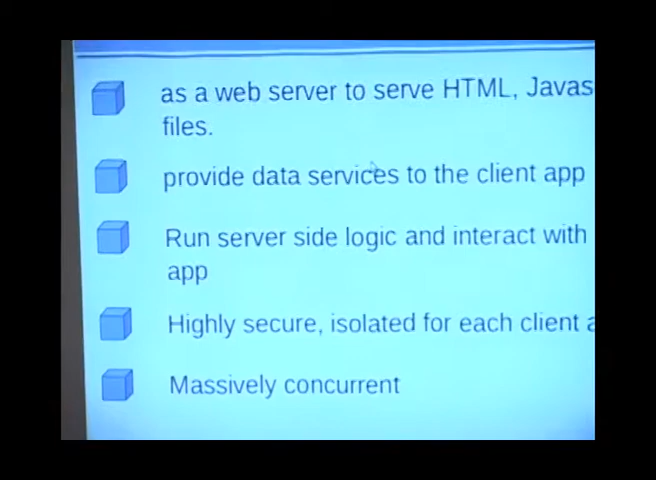 as a web server to serve HTML, Javas
files.
provide data services to the client app
Run server side logic and interact with
app
Highly secure, isolated for each client a
Massively concurrent